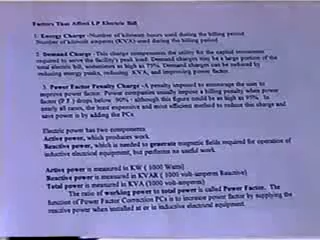 Factors That Affect LP Electric Bill
1. Energy Charge -Number of kilowatt hours used during the billing period
Number of kilowatt amperes (KVA) used during the billing period
2. Demand Charge -This charge compensates the utility for the capital investment
required to serve the facility's peak load. Demand charges may be a large portion of the
total electric bill, sometimes as high as 75%. Demand charges can be reduced by
reducing energy peaks, reducing KVA, and improving power factor.
3. Power Factor Penalty Charge -A penalty imposed to encourage the user to
improve power factor. Power companies usually impose a billing penalty when power
factor (P.F.) drops below 90% - although this figure could be as high as 95%. In
nearly all cases, the least expensive and most efficient method to reduce this charge and
save power is by adding the PCs
Electric power has two components
Active power, which produces work.
Reactive power, which is needed to generate magnetic fields required for operation of
inductive electrical equipment, but performs no useful work.
Active power is measured in KW (1000 Watts)
Reactive power is measured in KVAR (1000 volt-amperes Reactive)
Total power is measured in KVA (1000 volt-amperes)
The ratio of working power to total power is called Power Factor. The
function of Power Factor Correction PCs is to increase power factor by supplying the
reactive power when installed at or in inductive electrical equipment.